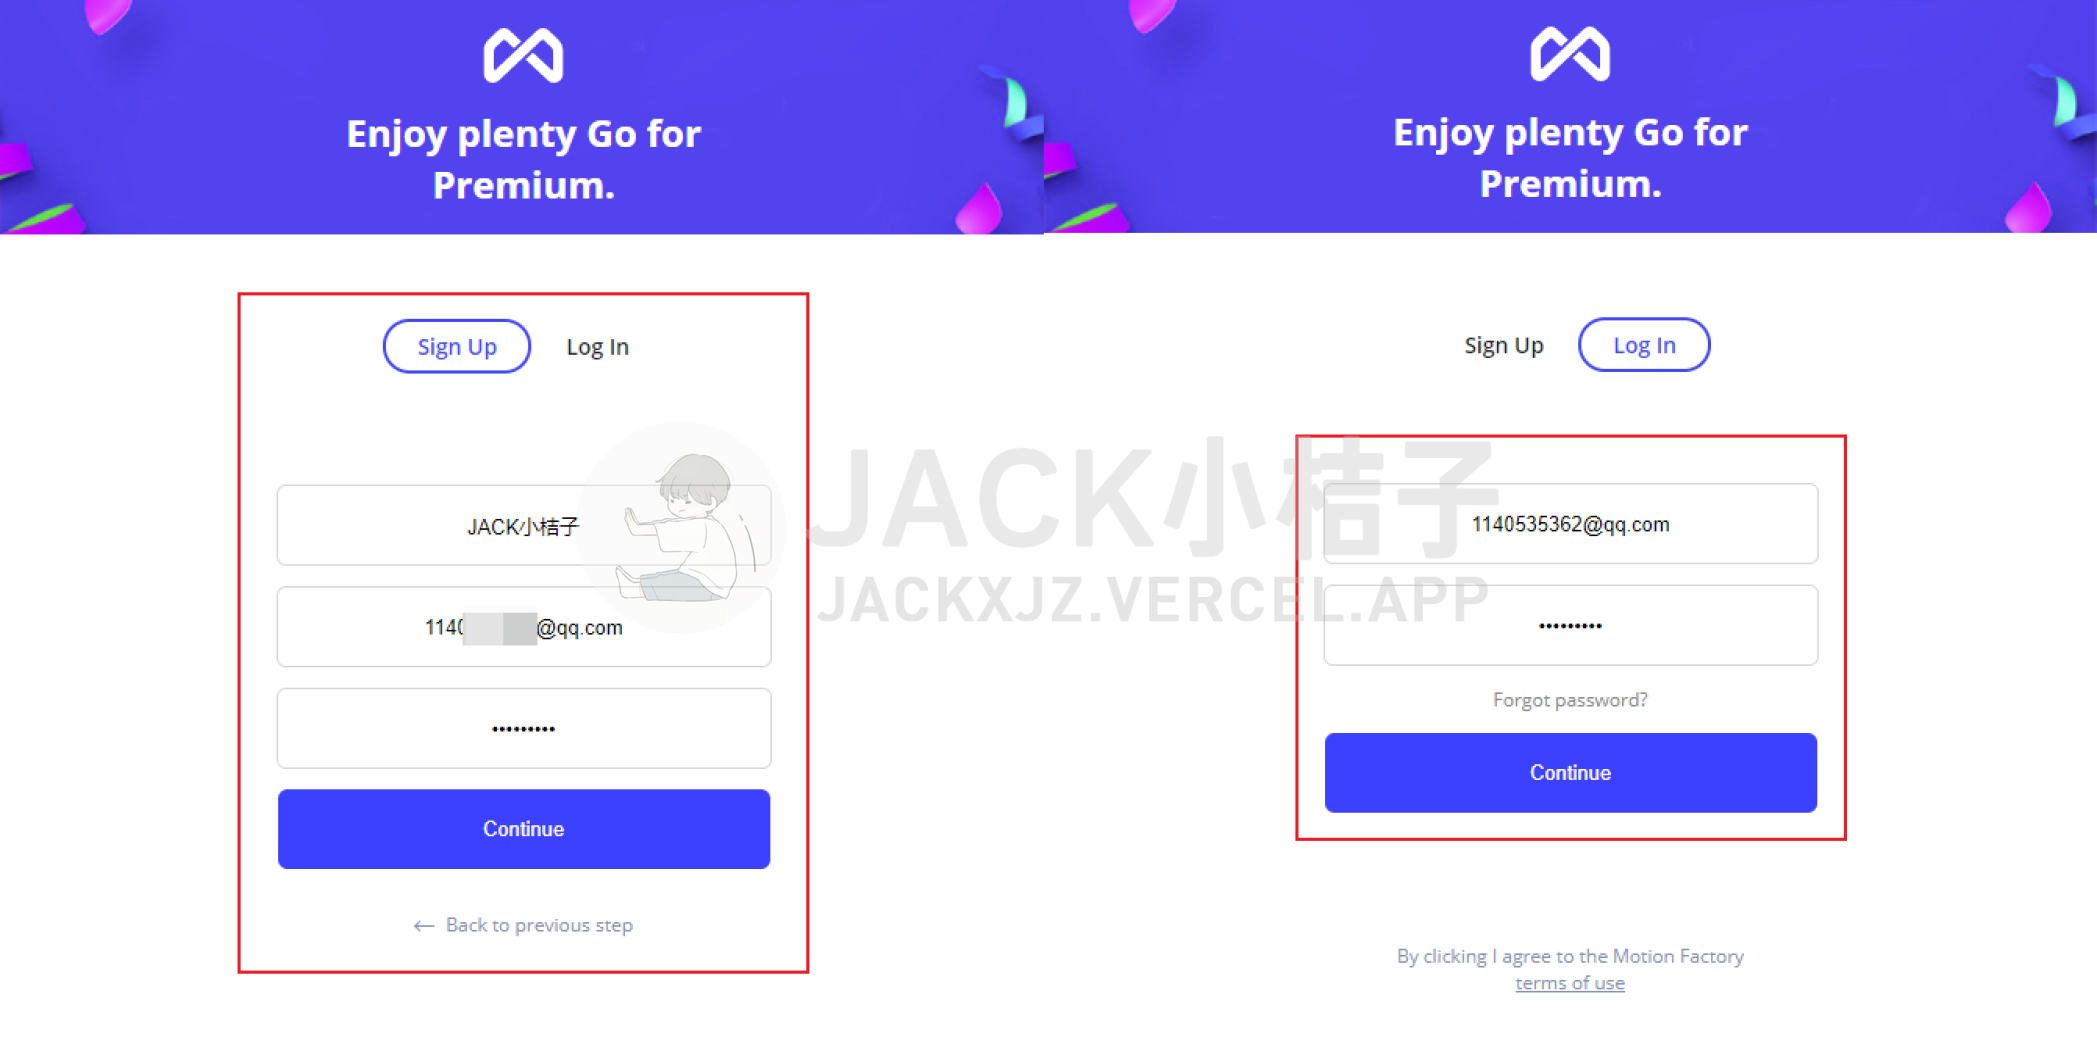 Enjoy plenty Go for
Premium.
Sign Up
Log In
JACK小桔子
1140
@qq.com
•••••••••
Continue
← Back to previous step
Enjoy plenty Go for
Premium.
Sign Up
Log In
1140535362@qq.com
•••••••••
Forgot password?
Continue
By clicking I agree to the Motion Factory
terms of use
JACK小桔子
JACKXJZ.VERCEL.APP